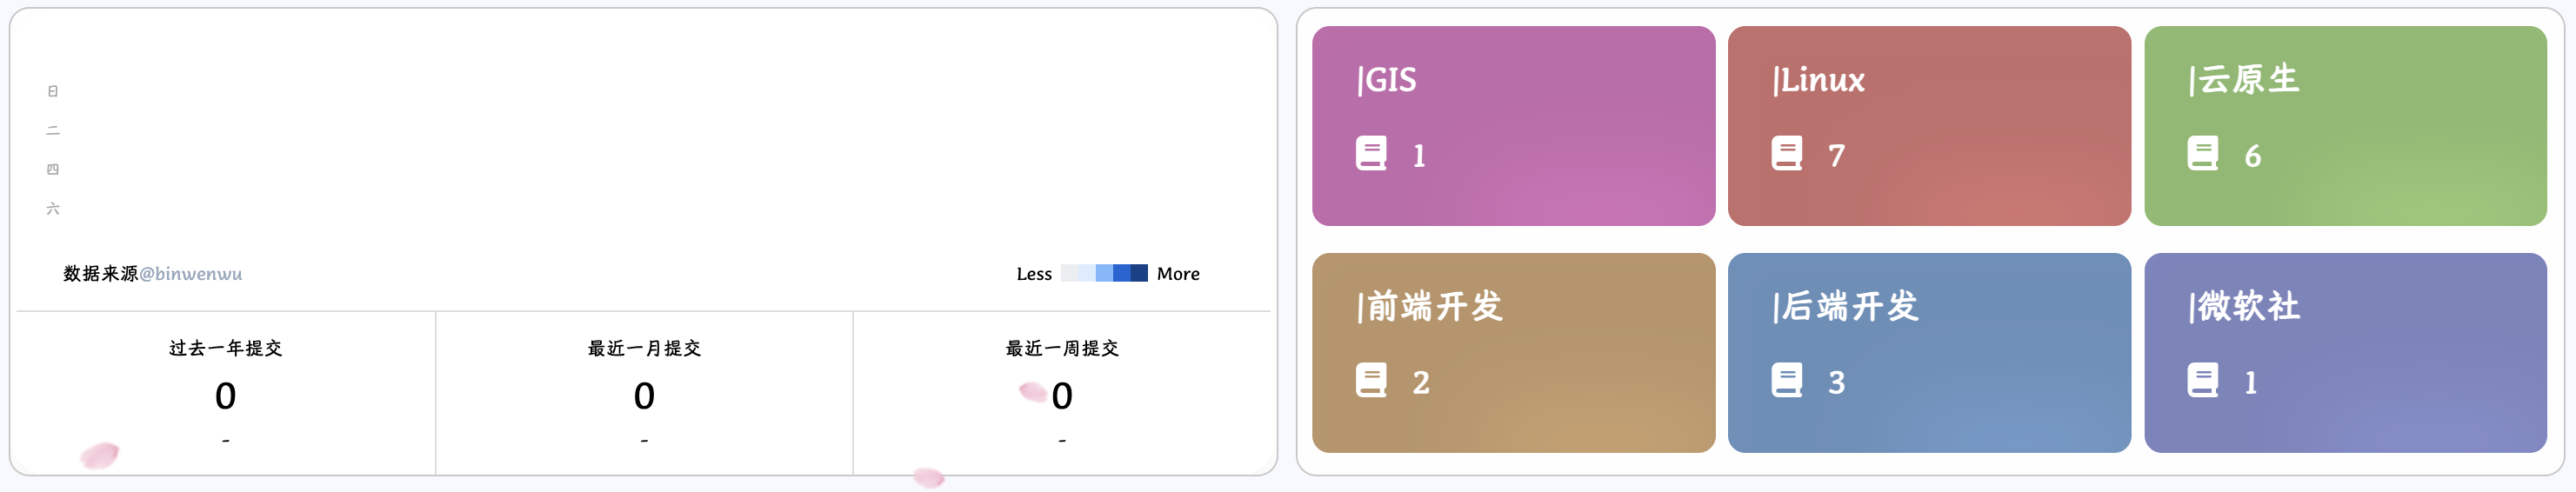 日
二
四
六
数据来源@binwenwu
Less More
过去一年提交
0
-
最近一月提交
0
-
最近一周提交
0
-
|GIS
1
|Linux
7
|云原生
6
|前端开发
2
|后端开发
3
|微软社
1